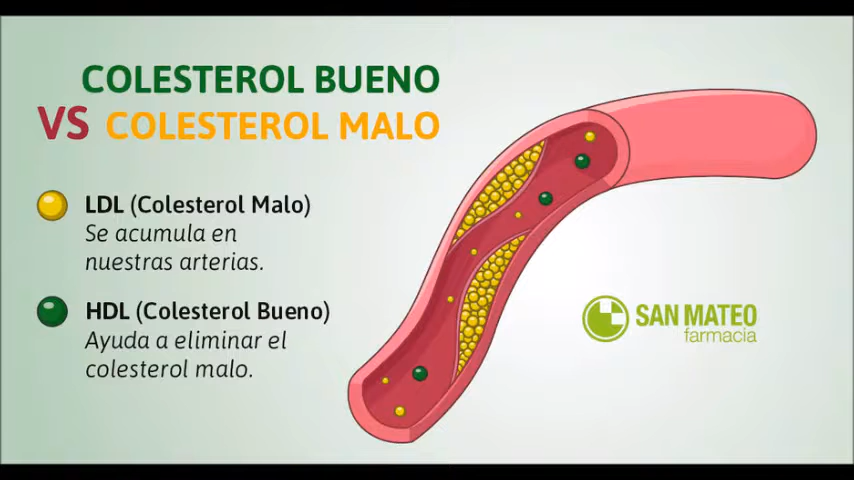 COLESTEROL BUENO
VS COLESTEROL MALO
LDL (Colesterol Malo)
Se acumula en
nuestras arterias.
HDL (Colesterol Bueno)
Ayuda a eliminar el
colesterol malo.
SAN MATEO
farmacia